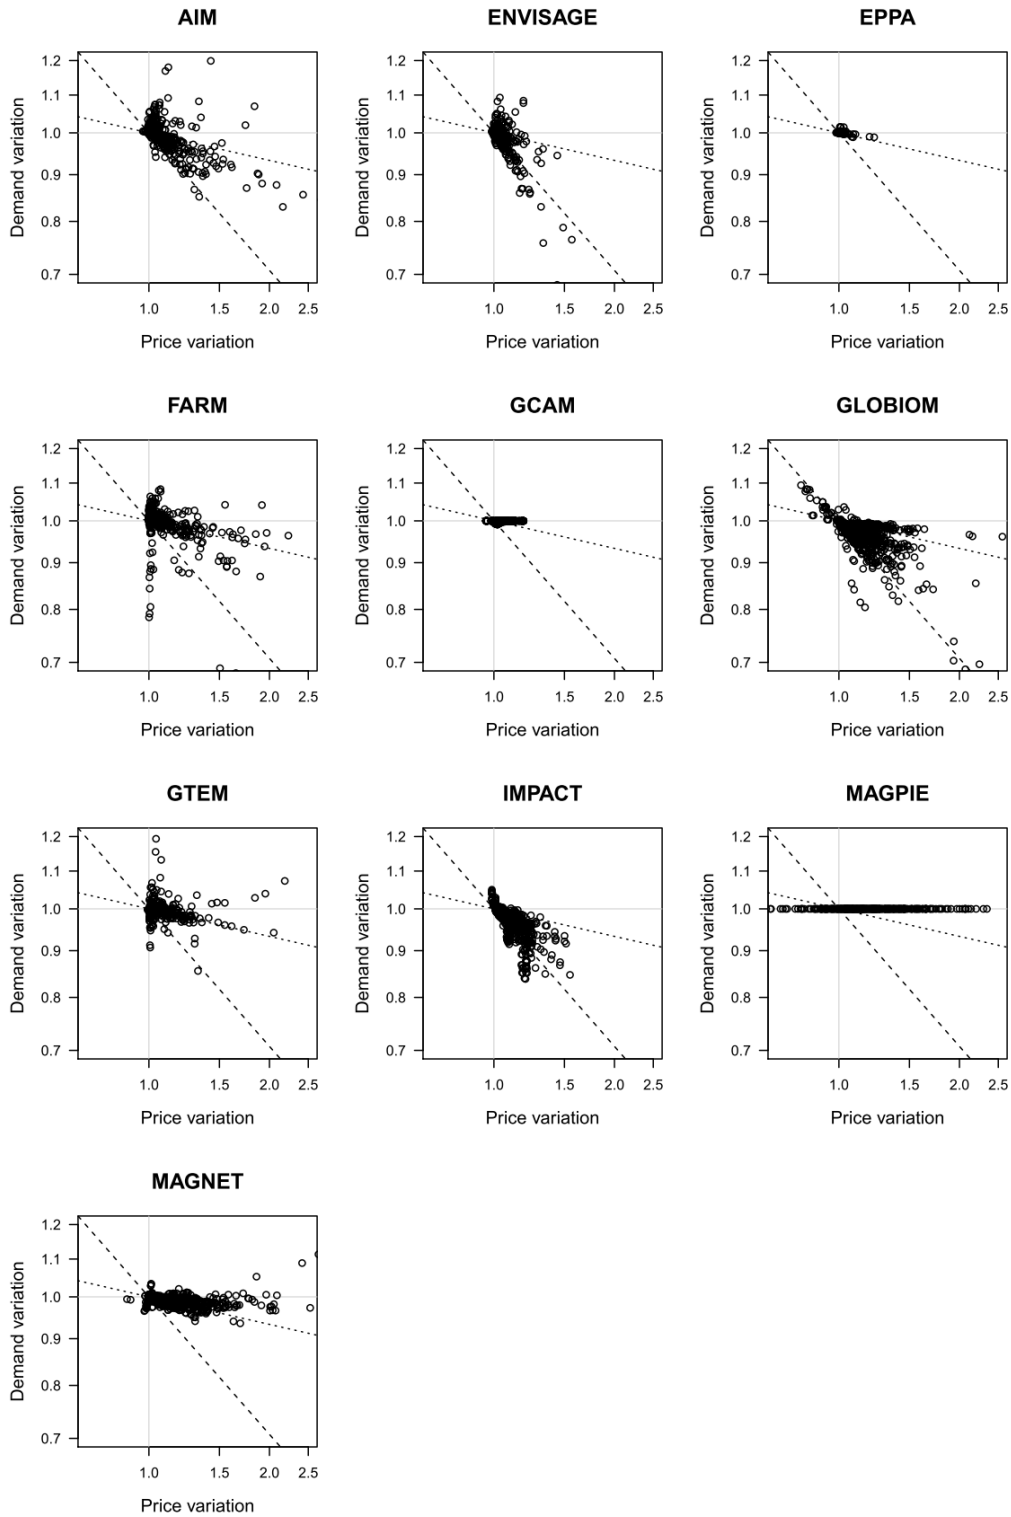 AIM ENVISAGE EPPA
1.2 1.2 1.2
1.1 1.1 1.1
1.0 1.0 1.0
0.9 0.9 0.9
0.8 0.8 0.8
0.7 0.7 0.7
Demand variation Demand variation Demand variation
1.0 1.5 2.0 2.5 1.0 1.5 2.0 2.5 1.0 1.5 2.0 2.5
Price variation Price variation Price variation
FARM GCAM GLOBIOM
1.2 1.2 1.2
1.1 1.1 1.1
1.0 1.0 1.0
0.9 0.9 0.9
0.8 0.8 0.8
0.7 0.7 0.7
Demand variation Demand variation Demand variation
1.0 1.5 2.0 2.5 1.0 1.5 2.0 2.5 1.0 1.5 2.0 2.5
Price variation Price variation Price variation
GTEM IMPACT MAGPIE
1.2 1.2 1.2
1.1 1.1 1.1
1.0 1.0 1.0
0.9 0.9 0.9
0.8 0.8 0.8
0.7 0.7 0.7
Demand variation Demand variation Demand variation
1.0 1.5 2.0 2.5 1.0 1.5 2.0 2.5 1.0 1.5 2.0 2.5
Price variation Price variation Price variation
MAGNET
1.2
1.1
1.0
0.9
0.8
0.7
Demand variation
1.0 1.5 2.0 2.5
Price variation